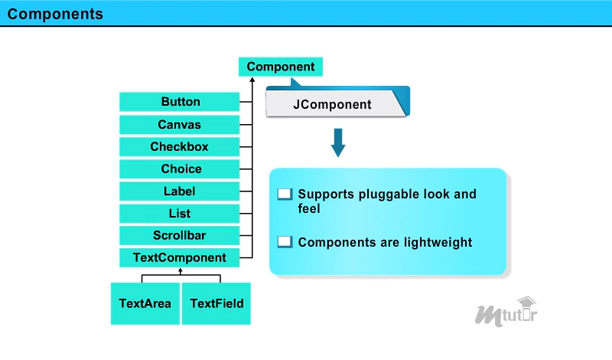 Components
Component
JComponent
Button
Canvas
Checkbox
Choice
Label
List
Scrollbar
TextComponent
TextArea
TextField
Supports pluggable look and
feel
Components are lightweight
mtutor